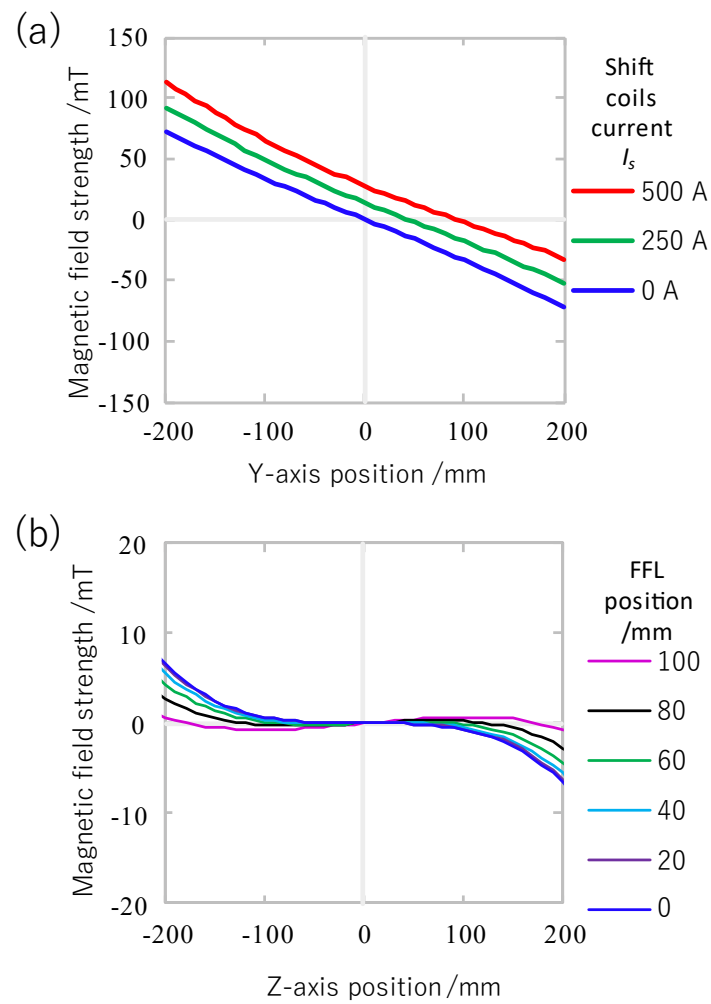 (a)
Magnetic field strength /mT
150
100
50
0
-50
-100
-150
-200 -100 0 100 200
Y-axis position /mm
Shift
coils
current
Is
500 A
250 A
0 A
(b)
Magnetic field strength /mT
20
10
0
-10
-20
-200 -100 0 100 200
Z-axis position /mm
FFL
position
/mm
100
80
60
40
20
0